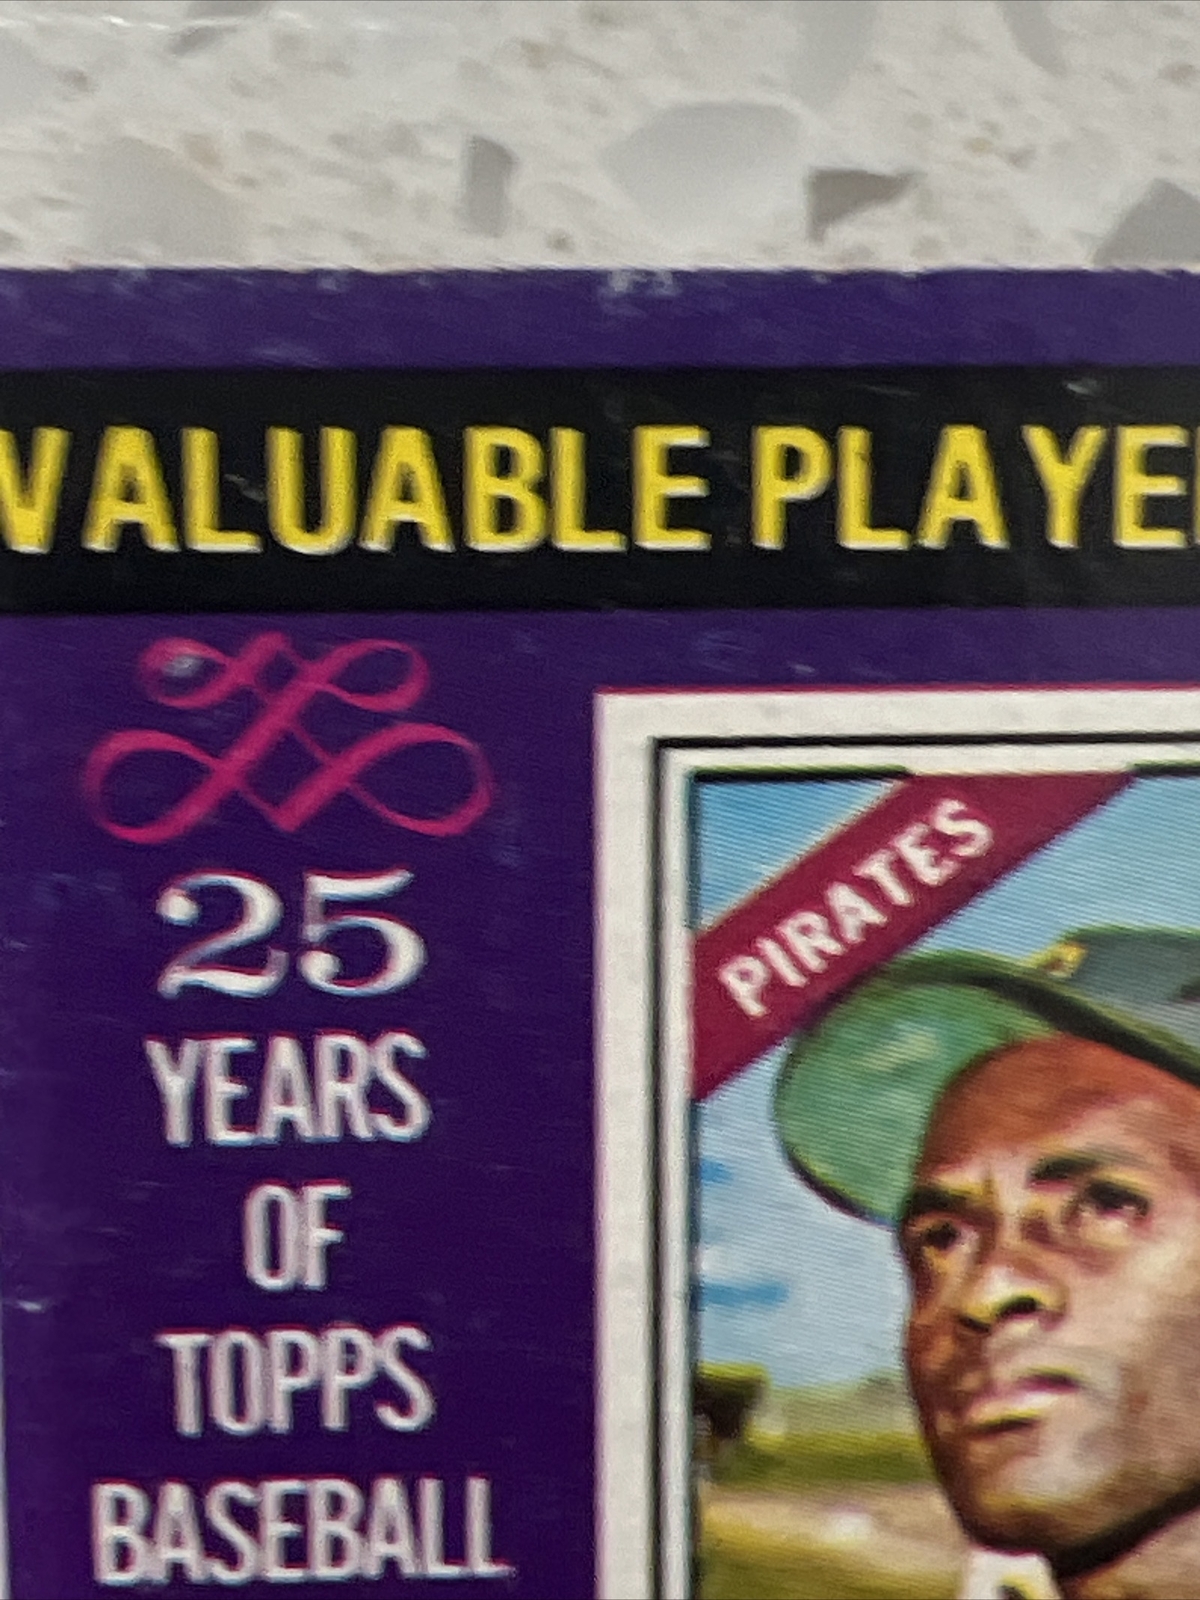 VALUABLE PLAYE
25
YEARS
OF
TOPPS
BASEBALL
PIRATES